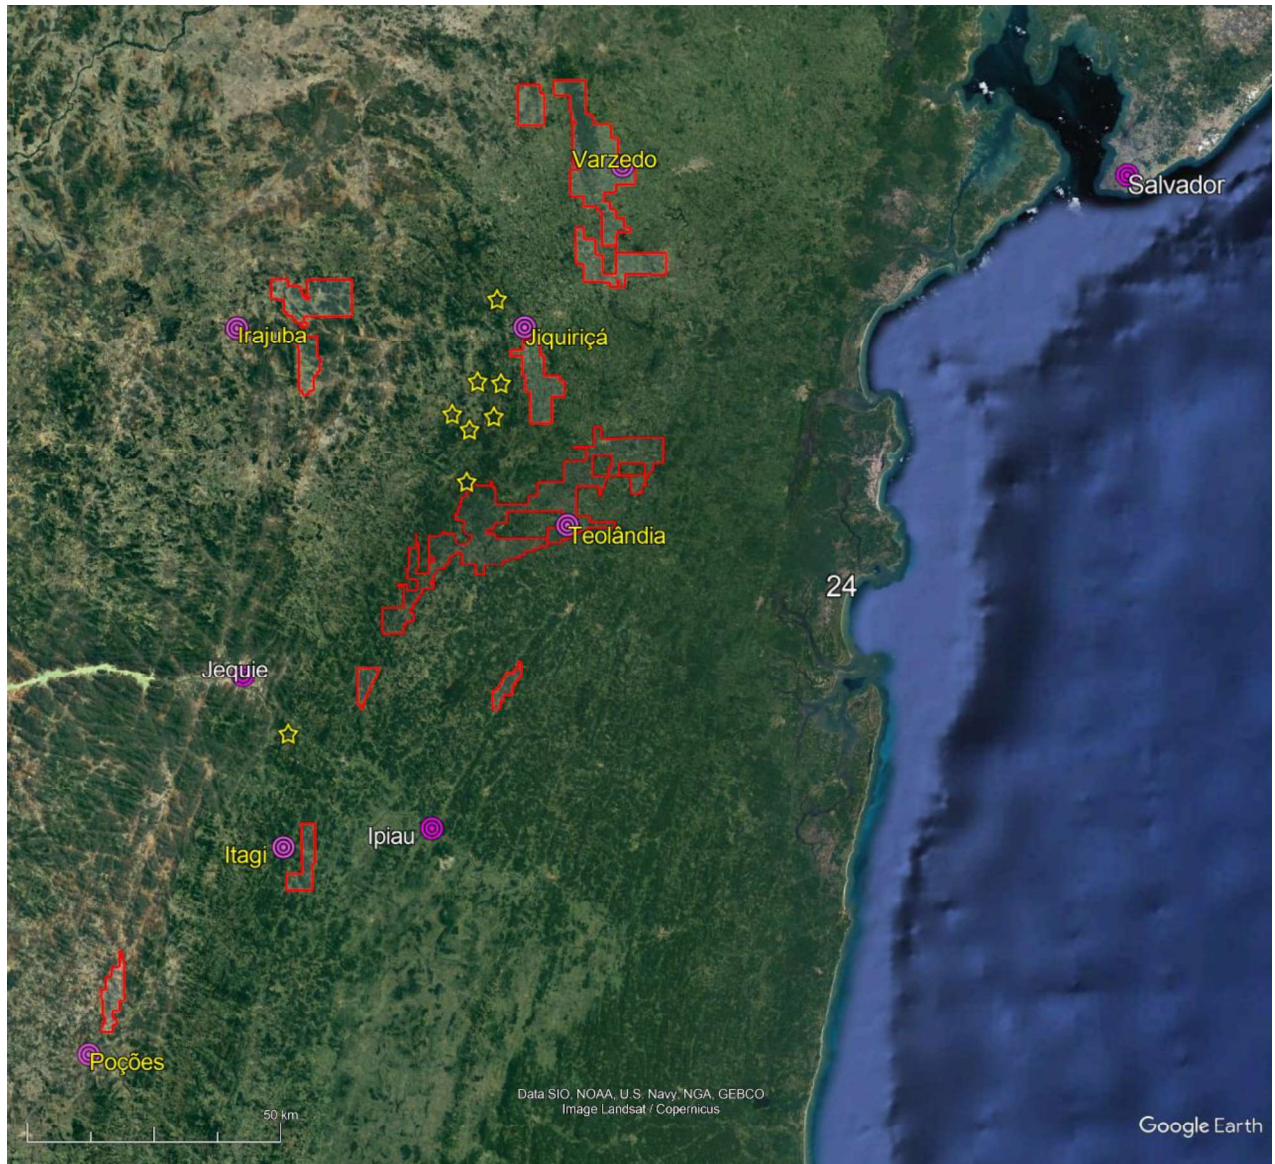 Varzedo
Salvador
Irajuba
Jiquiriçá
Teolândia
24
Jequie
Ipiau
Itagi
Poções
50 km
Data SIO, NOAA, U.S. Navy, NGA, GEBCO
Image Landsat / Copernicus
Google Earth